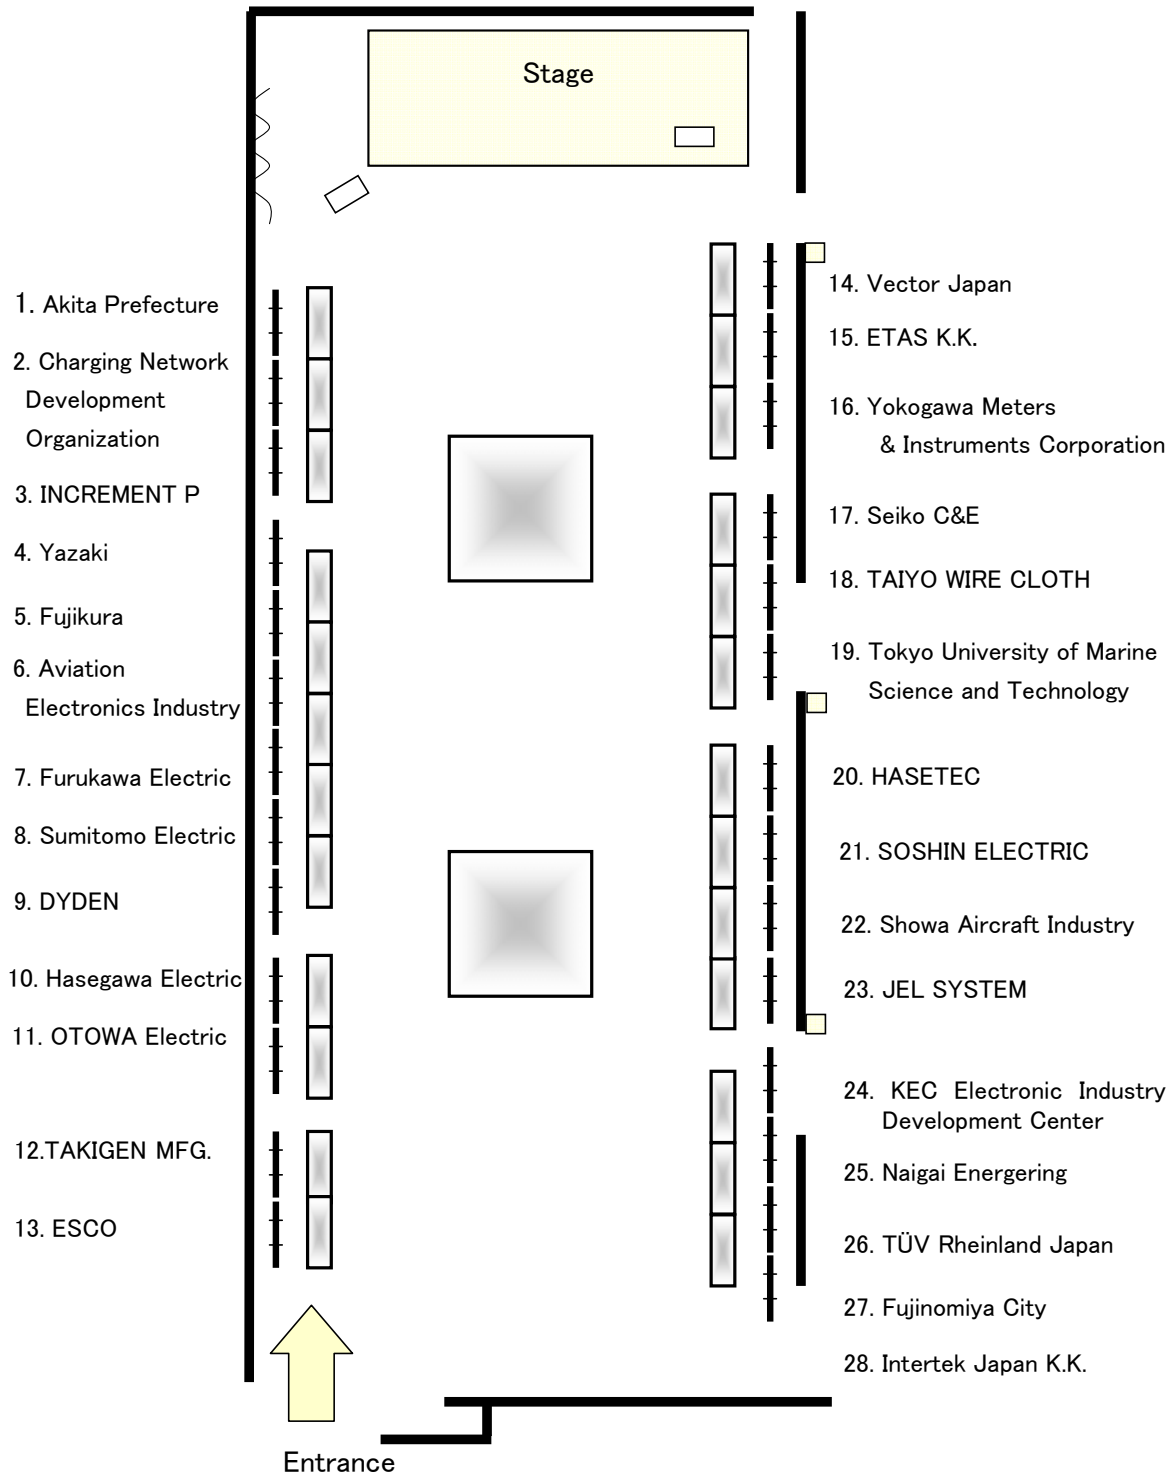 Stage
1. Akita Prefecture
2. Charging Network
Development
Organization
3. INCREMENT P
4. Yazaki
5. Fujikura
6. Aviation
Electronics Industry
7. Furukawa Electric
8. Sumitomo Electric
9. DYDEN
10. Hasegawa Electric
11. OTOWA Electric
12.TAKIGEN MFG.
13. ESCO
14. Vector Japan
15. ETAS K.K.
16. Yokogawa Meters
& Instruments Corporation
17. Seiko C&E
18. TAIYO WIRE CLOTH
19. Tokyo University of Marine
Science and Technology
20. HASETEC
21. SOSHIN ELECTRIC
22. Showa Aircraft Industry
23. JEL SYSTEM
24. KEC Electronic Industry
Development Center
25. Naigai Energering
26. TÜV Rheinland Japan
27. Fujinomiya City
28. Intertek Japan K.K.
Entrance